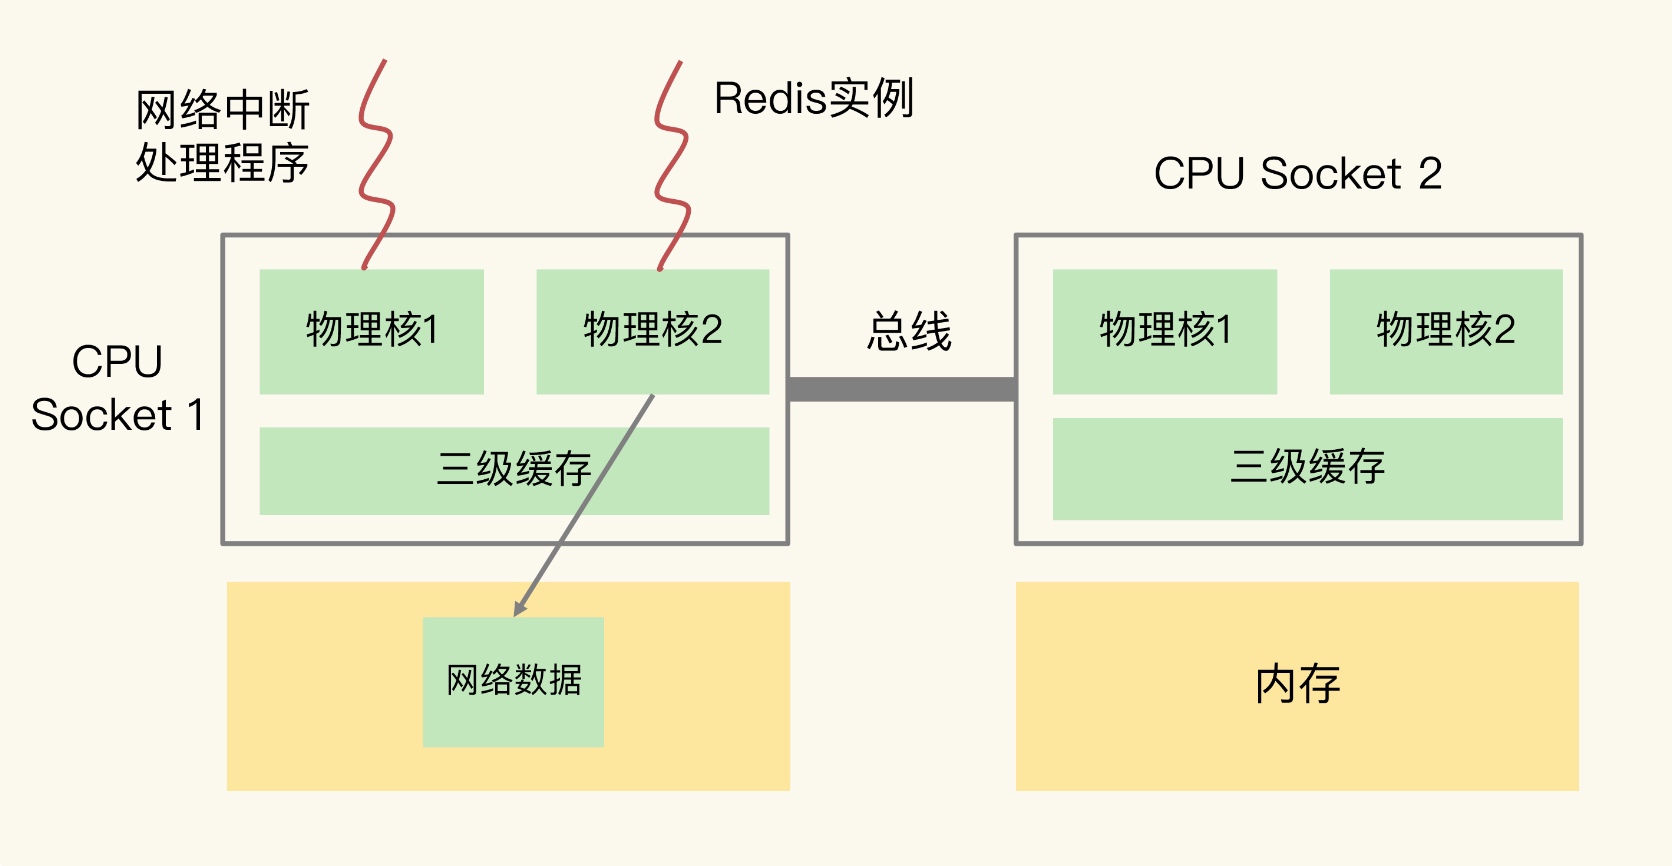 网络中断
处理程序
Redis实例
CPU Socket 2
CPU
Socket 1
物理核1
物理核2
总线
物理核1
物理核2
三级缓存
三级缓存
网络数据
内存